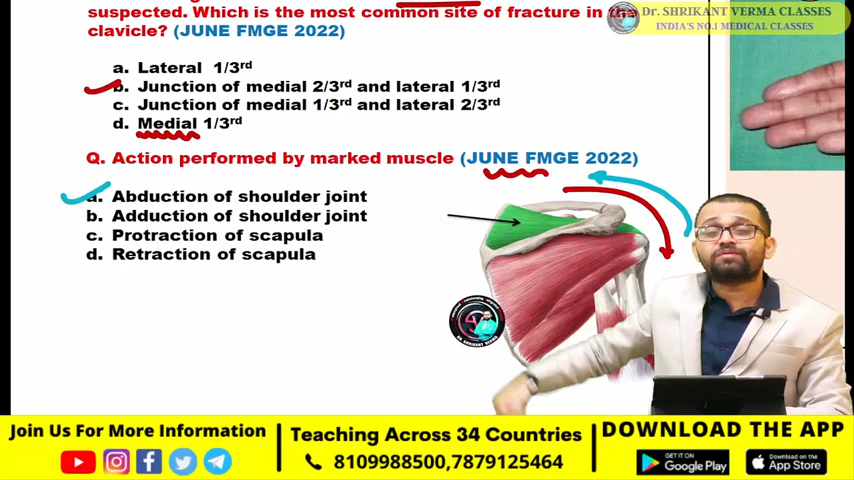 suspected. Which is the most common site of fracture in the
clavicle? (JUNE FMGE 2022)
a. Lateral 1/3rd
b. Junction of medial 2/3rd and lateral 1/3rd
c. Junction of medial 1/3rd and lateral 2/3rd
d. Medial 1/3rd
Q. Action performed by marked muscle (JUNE FMGE 2022)
a. Abduction of shoulder joint
b. Adduction of shoulder joint
c. Protraction of scapula
d. Retraction of scapula
Dr. SHRIKANT VERMA CLASSES
INDIA'S NO.1 MEDICAL CLASSES
Join Us For More Information
Teaching Across 34 Countries
8109988500,7879125464
DOWNLOAD THE APP
GET IT ON
Google Play
Download on the
App Store